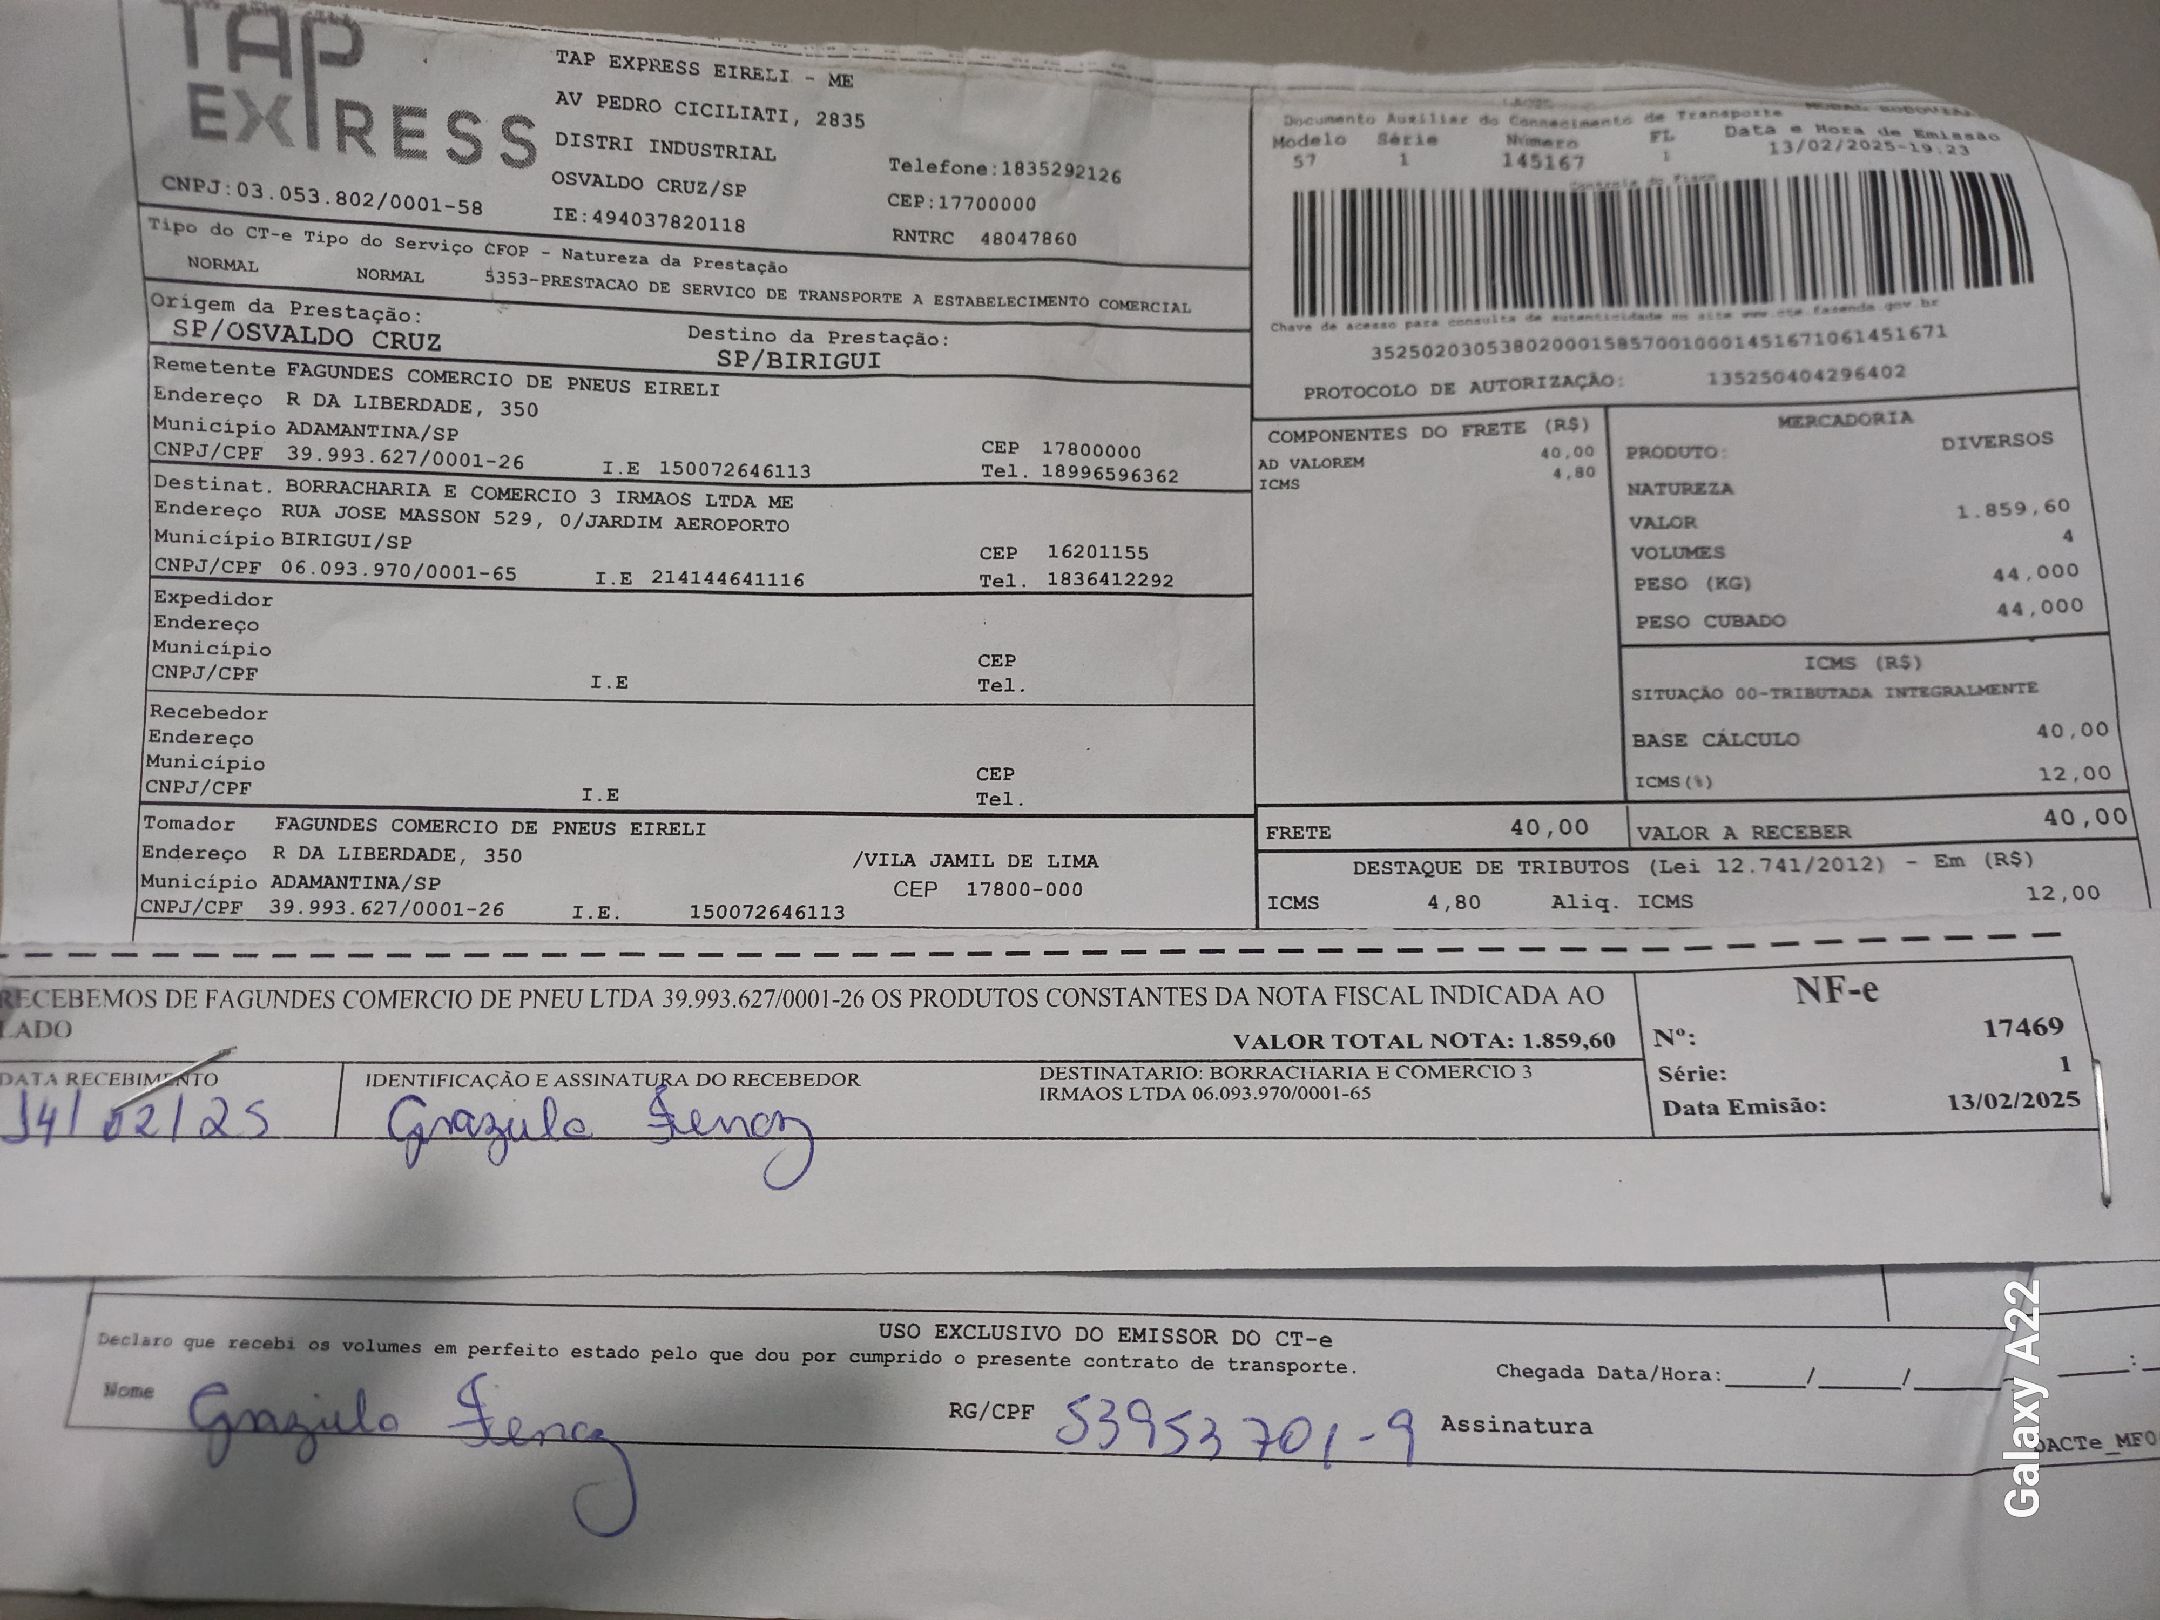 TAP EXPRESS
TAP EXPRESS EIRELI - ME
AV PEDRO CICILIATI, 2835
DISTRI INDUSTRIAL
OSVALDO CRUZ/SP
IE:494037820118
Telefone:1835292126
CEP:17700000
RNTRC 48047860
CNPJ:03.053.802/0001-58
Tipo do CT-e Tipo do Serviço CFOP - Natureza da Prestação
NORMAL NORMAL 5353-PRESTACAO DE SERVICO DE TRANSPORTE A ESTABELECIMENTO COMERCIAL
Origem da Prestação: Destino da Prestação:
SP/OSVALDO CRUZ SP/BIRIGUI
Remetente FAGUNDES COMERCIO DE PNEUS EIRELI
Endereço R DA LIBERDADE, 350
Município ADAMANTINA/SP CEP 17800000
CNPJ/CPF 39.993.627/0001-26 I.E 150072646113 Tel. 18996596362
Destinat. BORRACHARIA E COMERCIO 3 IRMAOS LTDA ME
Endereço RUA JOSE MASSON 529, 0/JARDIM AEROPORTO
Município BIRIGUI/SP CEP 16201155
CNPJ/CPF 06.093.970/0001-65 I.E 214144641116 Tel. 1836412292
Expedidor
Endereço
Município CEP
CNPJ/CPF I.E Tel.
Recebedor
Endereço
Município CEP
CNPJ/CPF I.E Tel.
Tomador FAGUNDES COMERCIO DE PNEUS EIRELI
Endereço R DA LIBERDADE, 350 /VILA JAMIL DE LIMA
Município ADAMANTINA/SP CEP 17800-000
CNPJ/CPF 39.993.627/0001-26 I.E. 150072646113
Documento Auxiliar do Conhecimento de Transporte
Modelo Série Número FL Data e Hora de Emissão
57 1 145167 1 13/02/2025-19:23
Controle do Fisco
Chave de acesso para consulta de autenticidade no site www.cte.fazenda.gov.br
35250203053802000158570010001451671061451671
PROTOCOLO DE AUTORIZAÇÃO: 135250404296402
COMPONENTES DO FRETE (R$)
AD VALOREM 40,00
ICMS 4,80
MERCADORIA
PRODUTO: DIVERSOS
NATUREZA
VALOR 1.859,60
VOLUMES 4
PESO (KG) 44,000
PESO CUBADO 44,000
ICMS (R$)
SITUAÇÃO 00-TRIBUTADA INTEGRALMENTE
BASE CÁLCULO 40,00
ICMS(%) 12,00
FRETE 40,00 VALOR A RECEBER 40,00
DESTAQUE DE TRIBUTOS (Lei 12.741/2012) - Em (R$)
ICMS 4,80 Aliq. ICMS 12,00
RECEBEMOS DE FAGUNDES COMERCIO DE PNEU LTDA 39.993.627/0001-26 OS PRODUTOS CONSTANTES DA NOTA FISCAL INDICADA AO
LADO
VALOR TOTAL NOTA: 1.859,60
DATA RECEBIMENTO
14/02/25
IDENTIFICAÇÃO E ASSINATURA DO RECEBEDOR
DESTINATARIO: BORRACHARIA E COMERCIO 3
IRMAOS LTDA 06.093.970/0001-65
NF-e
Nº: 17469
Série: 1
Data Emisão: 13/02/2025
USO EXCLUSIVO DO EMISSOR DO CT-e
Declaro que recebi os volumes em perfeito estado pelo que dou por cumprido o presente contrato de transporte.
Chegada Data/Hora:_____/_____/_____ ____:_
Nome RG/CPF 53953701-9 Assinatura
DACTe_MF0
Galaxy A22